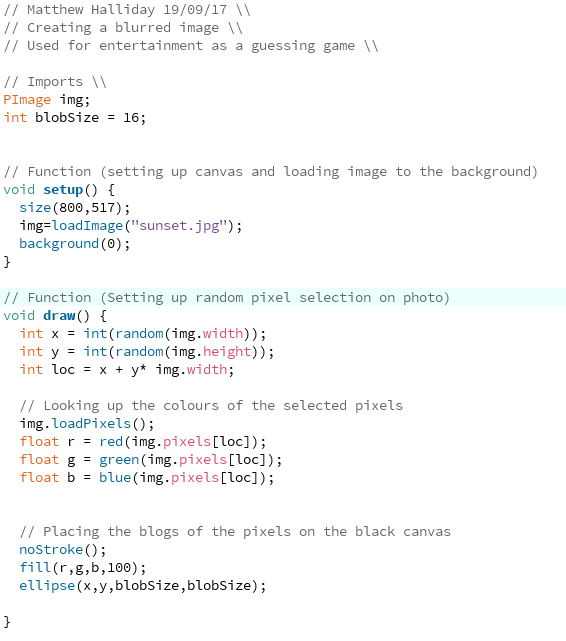 // Matthew Halliday 19/09/17 \\
// Creating a blurred image \\
// Used for entertainment as a guessing game \\
// Imports \\
PImage img;
int blobSize = 16;
// Function (setting up canvas and loading image to the background)
void setup() {
size(800,517);
img=loadImage("sunset.jpg");
background(0);
}
// Function (Setting up random pixel selection on photo)
void draw() {
int x = int(random(img.width));
int y = int(random(img.height));
int loc = x + y* img.width;
// Looking up the colours of the selected pixels
img.loadPixels();
float r = red(img.pixels[loc]);
float g = green(img.pixels[loc]);
float b = blue(img.pixels[loc]);
// Placing the blogs of the pixels on the black canvas
noStroke();
fill(r,g,b,100);
ellipse(x,y,blobSize,blobSize);
}